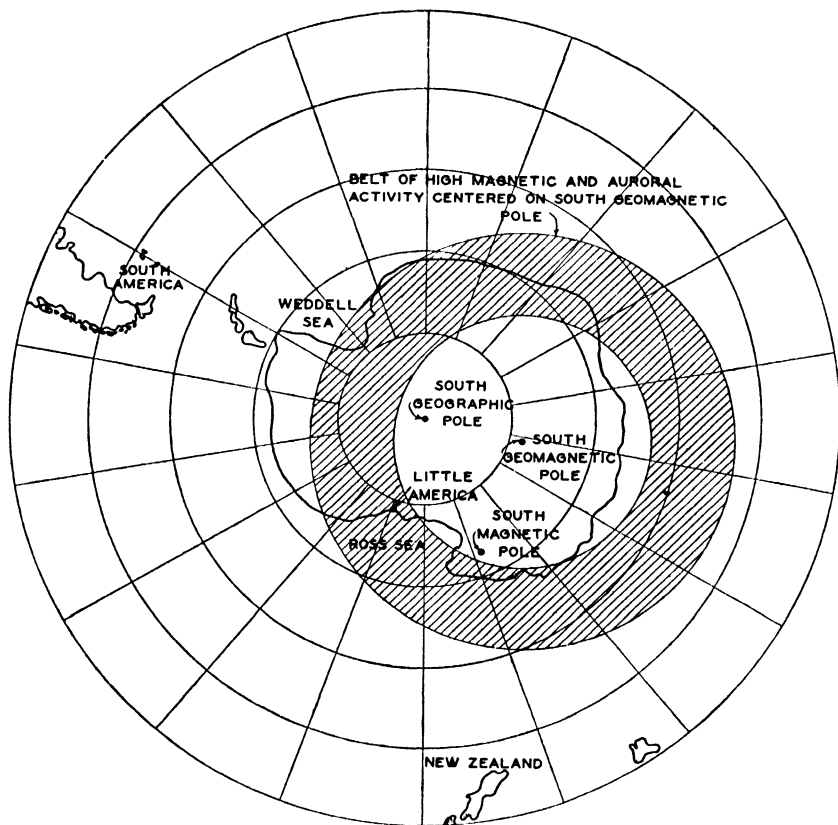 BELT OF HIGH MAGNETIC AND AURORAL
ACTIVITY CENTERED ON SOUTH GEOMAGNETIC
POLE
SOUTH
AMERICA
WEDDELL
SEA
SOUTH
GEOGRAPHIC
POLE
SOUTH
GEOMAGNETIC
POLE
LITTLE
AMERICA
SOUTH
MAGNETIC
POLE
ROSS SEA
NEW ZEALAND